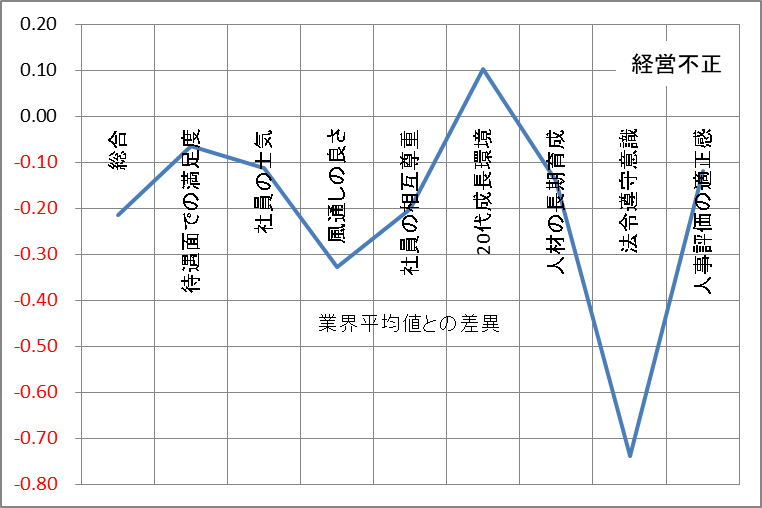 0.20
0.10
0.00
-0.10
-0.20
-0.30
-0.40
-0.50
-0.60
-0.70
-0.80
経営不正
総合
待遇面での満足度
社員の士気
風通しの良さ
社員の相互尊重
20代成長環境
人材の長期育成
法令遵守意識
人事評価の適正感
業界平均値との差異